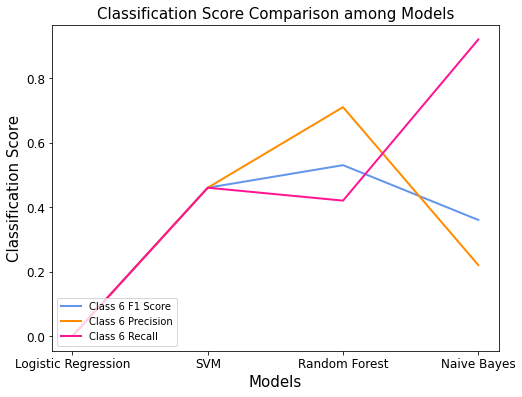 Classification Score Comparison among Models
Classification Score
0.8
0.6
0.4
0.2
0.0
Class 6 F1 Score
Class 6 Precision
Class 6 Recall
Logistic Regression SVM Random Forest Naive Bayes
Models